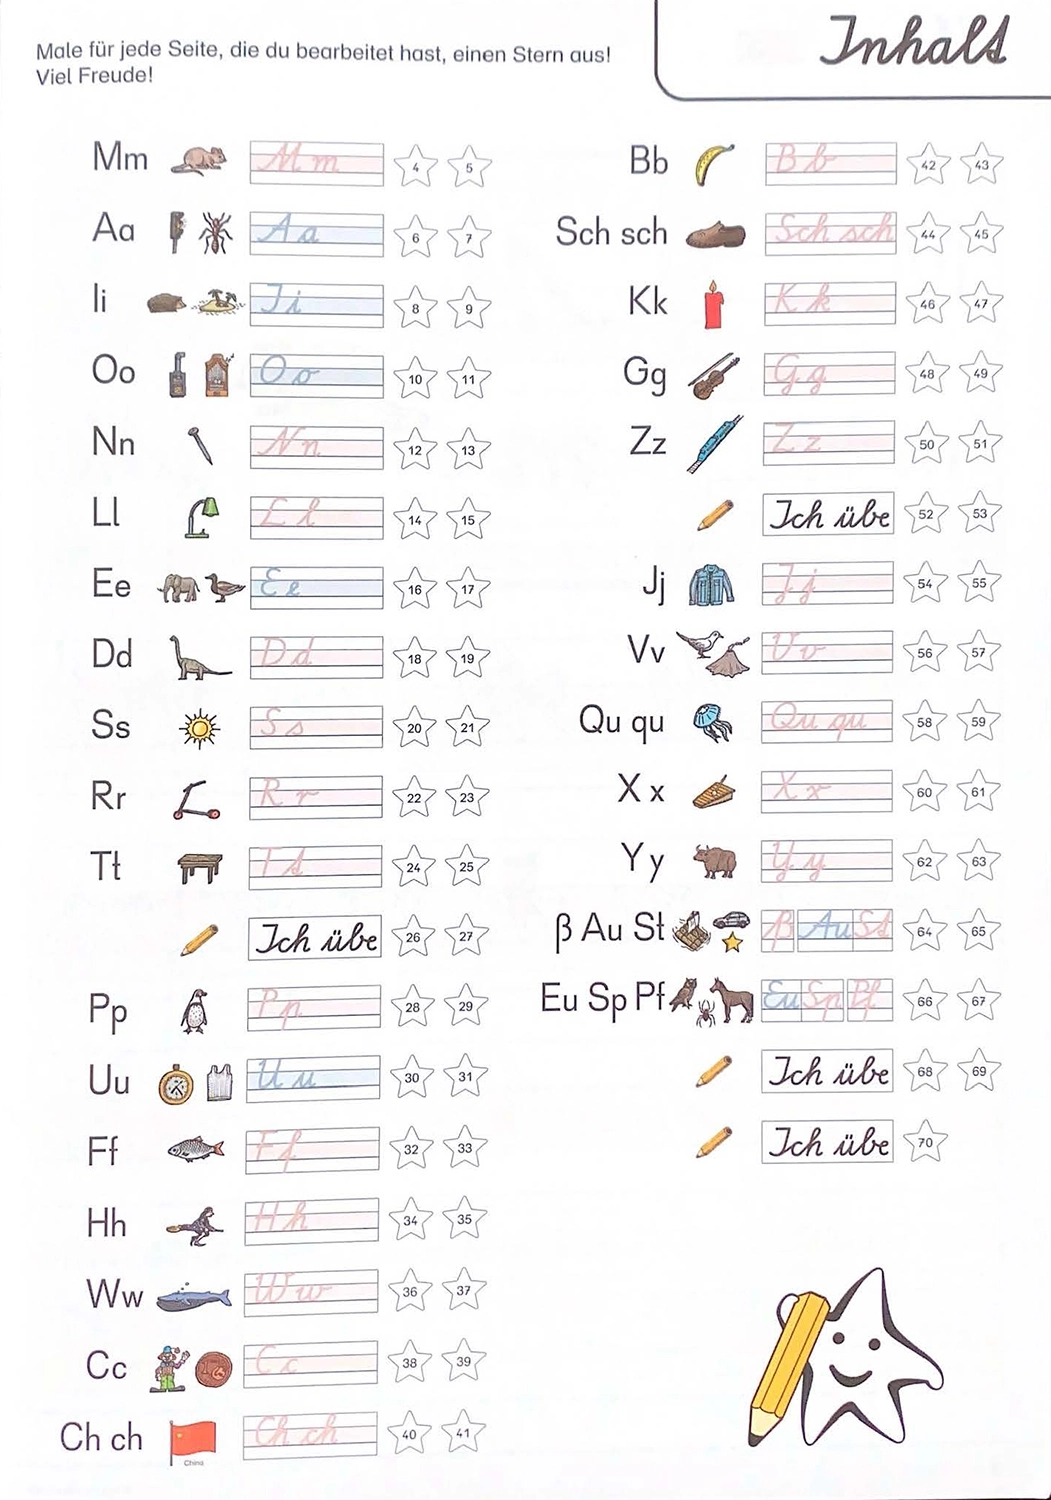 Male für jede Seite, die du bearbeitet hast, einen Stern aus!
Viel Freude!
Inhalt
Mm Mm 4 5
Aa Aa 6 7
Ii Ii 8 9
Oo Oo 10 11
Nn Nn 12 13
Ll Ll 14 15
Ee Ee 16 17
Dd Dd 18 19
Ss Ss 20 21
Rr Rr 22 23
Tt Tt 24 25
Ich übe 26 27
Pp Pp 28 29
Uu Uu 30 31
Ff Ff 32 33
Hh Hh 34 35
Ww Ww 36 37
Cc Cc 38 39
Ch ch Ch ch 40 41
China
Bb Bb 42 43
Sch sch Sch sch 44 45
Kk Kk 46 47
Gg Gg 48 49
Zz Zz 50 51
Ich übe 52 53
Jj Jj 54 55
Vv Vv 56 57
Qu qu Qu qu 58 59
X x X x 60 61
Y y Y y 62 63
ß Au St ß Au St 64 65
Eu Sp Pf Eu Sp Pf 66 67
Ich übe 68 69
Ich übe 70